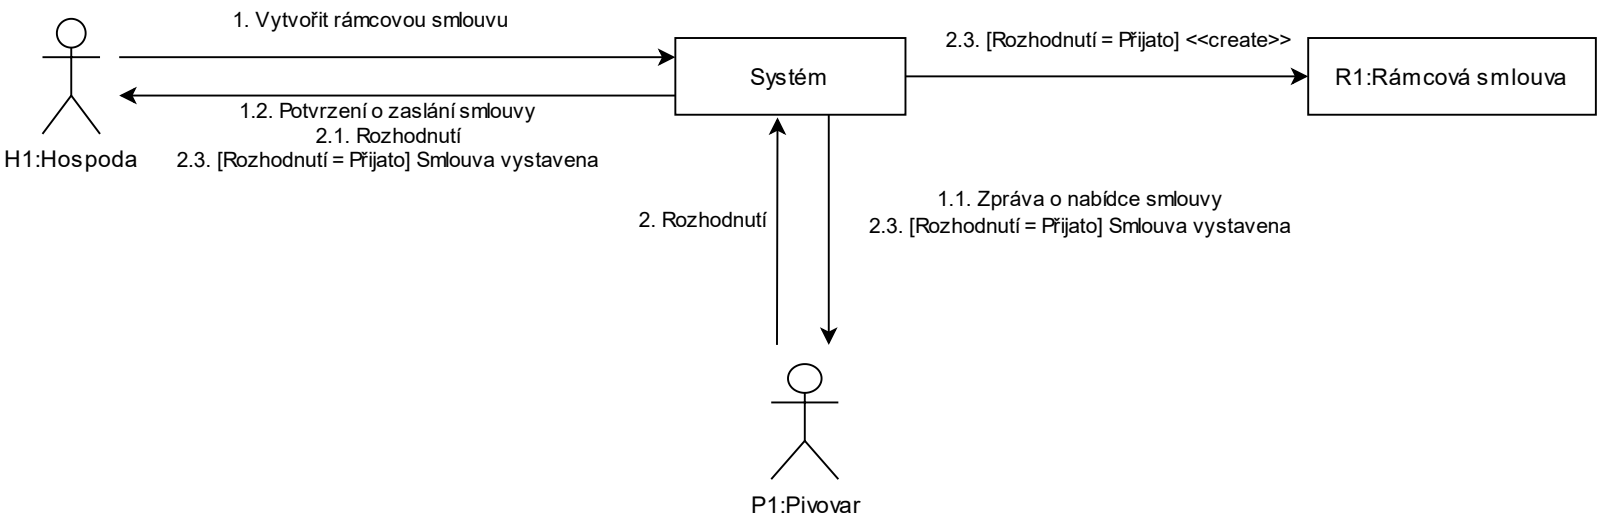 1. Vytvořit rámcovou smlouvu
2.3. [Rozhodnutí = Přijato] <<create>>
Systém
R1:Rámcová smlouva
1.2. Potvrzení o zaslání smlouvy
2.1. Rozhodnutí
2.3. [Rozhodnutí = Přijato] Smlouva vystavena
H1:Hospoda
1.1. Zpráva o nabídce smlouvy
2.3. [Rozhodnutí = Přijato] Smlouva vystavena
2. Rozhodnutí
P1:Pivovar